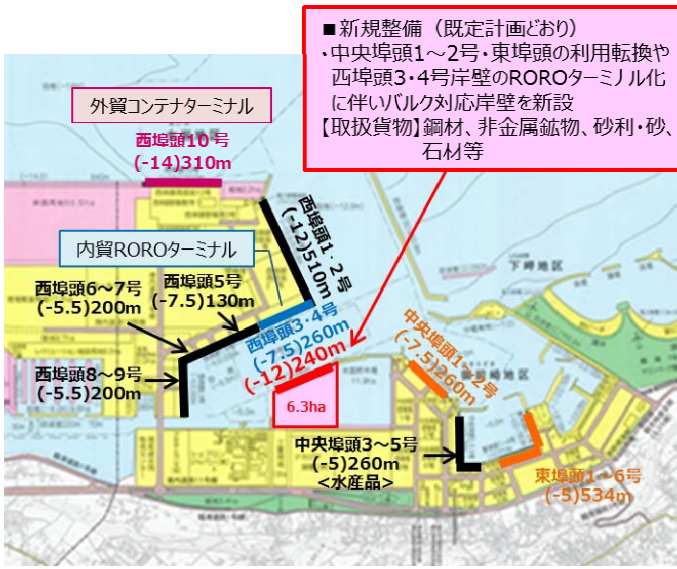 ■新規整備（既定計画どおり）
・中央埠頭1～2号・東埠頭の利用転換や
西埠頭3・4号岸壁のROROターミナル化
に伴いバルク対応岸壁を新設
【取扱貨物】鋼材、非金属鉱物、砂利・砂、
石材等
外貿コンテナターミナル
西埠頭10号
(-14)310m
西埠頭1・2号
(-12)510m
内貿ROROターミナル
下岬地区
西埠頭6～7号
(-5.5)200m
西埠頭5号
(-7.5)130m
西埠頭3・4号
(-7.5)260m
(-12)240m
中央埠頭1～2号
(-7.5)260m
西埠頭8～9号
(-5.5)200m
6.3ha
中央埠頭3～5号
(-5)260m
<水産品>
東埠頭1～6号
(-5)534m